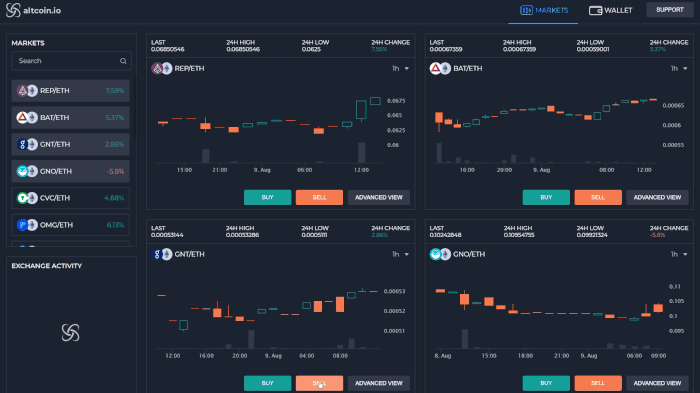 altcoin.io
MARKETS
WALLET
SUPPORT
MARKETS
Search
REP/ETH 7.59%
BAT/ETH 5.37%
GNT/ETH 2.86%
GNO/ETH -5.8%
CVC/ETH 4.88%
OMG/ETH 6.13%
EXCHANGE ACTIVITY
LAST 24H HIGH 24H LOW 24H CHANGE
0.06850546 0.06850546 0.0625 7.59%
REP/ETH 1h
0.0675
0.065
0.0625
0.06
15:00 21:00 9. Aug 06:00 12:00
BUY SELL ADVANCED VIEW
LAST 24H HIGH 24H LOW 24H CHANGE
0.00067359 0.00067359 0.00059001 5.37%
BAT/ETH 1h
0.00065
0.0006
0.00055
16:00 20:00 9. Aug 08:00 12:00
BUY SELL ADVANCED VIEW
LAST 24H HIGH 24H LOW 24H CHANGE
0.00053144 0.00053286 0.0005111 2.86%
GNT/ETH 1h
0.00053
0.00052
0.00051
12:00 16:00 20:00 9. Aug 04:00 08:00
BUY SELL ADVANCED VIEW
LAST 24H HIGH 24H LOW 24H CHANGE
0.10242848 0.10954755 0.09921324 -5.8%
GNO/ETH 1h
0.11
0.105
0.1
0.095
8. Aug 15:00 18:00 9. Aug 06:00 09:00
BUY SELL ADVANCED VIEW